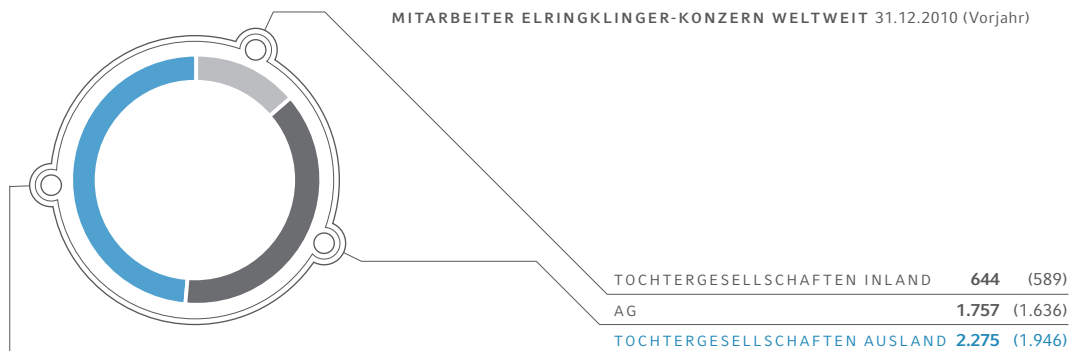 MITARBEITER ELRINGKLINGER-KONZERN WELTWEIT 31.12.2010 (Vorjahr)
TOCHTERGESELLSCHAFTEN INLAND 644 (589)
AG 1.757 (1.636)
TOCHTERGESELLSCHAFTEN AUSLAND 2.275 (1.946)